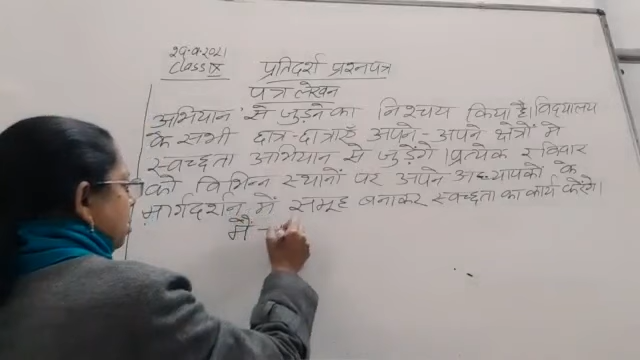 29.9.2021
CLASS IX
प्रतिदर्श प्रश्नपत्र
पत्र लेखन
अभियान' से जुड़ने का निश्चय किया है। विद्यालय
के सभी छात्र-छात्राएँ अपने-अपने क्षेत्रों में
स्वच्छता अभियान से जुड़ेंगे। प्रत्येक रविवार
को विभिन्न स्थानों पर अपने अध्यापकों के
मार्गदर्शन में समूह बनाकर स्वच्छता का कार्य करेंगे।
मैं